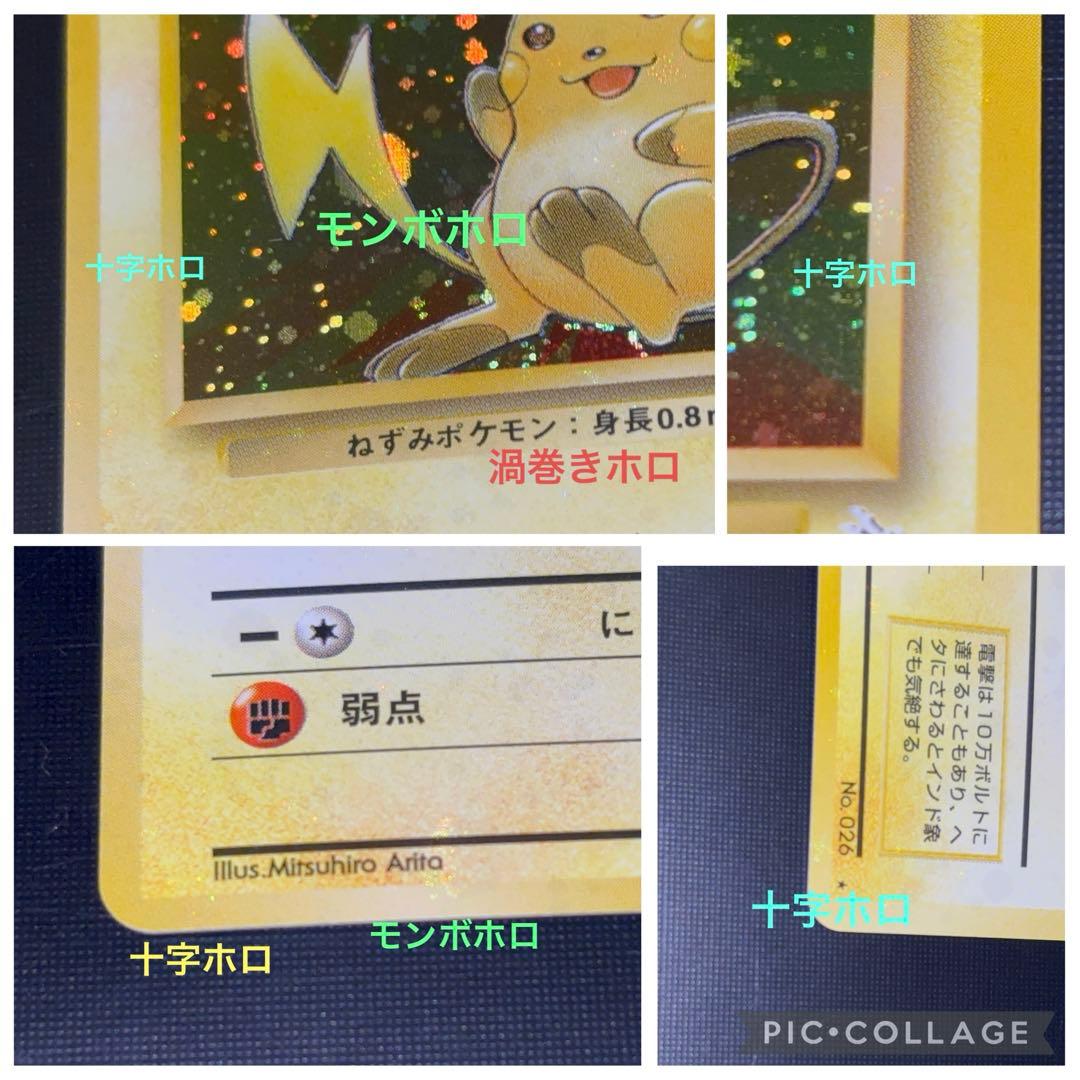 モンボホロ
十字ホロ
ねずみポケモン：身長0.8m
渦巻きホロ
十字ホロ
に
弱点
Illus.Mitsuhiro Arita
モンボホロ
十字ホロ
電撃は10万ボルトに
達することもあり、ヘ
タにさわるとインド象
でも気絶する。
No.026 ★
十字ホロ
PIC•COLLAGE